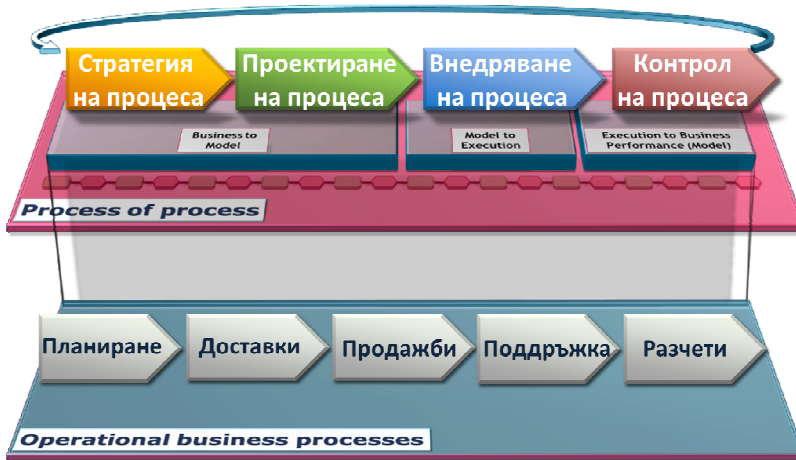 Стратегия
на процеса
Проектиране
на процеса
Внедряване
на процеса
Контрол
на процеса
Business to
Model
Model to
Execution
Execution to Business
Performance (Model)
Process of process
Планиране
Доставки
Продажби
Поддръжка
Разчети
Operational business processes